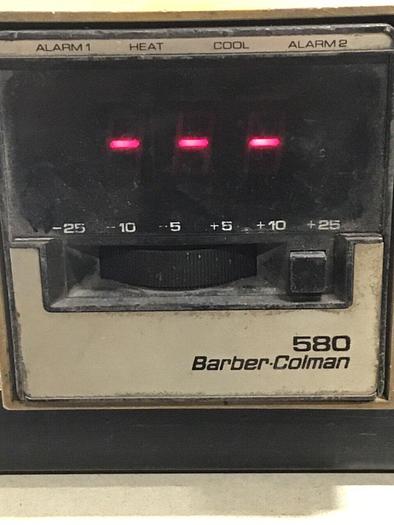 ALARM 1 HEAT COOL ALARM 2
- - -
-25 -10 -5 +5 +10 +25
580
Barber-Colman